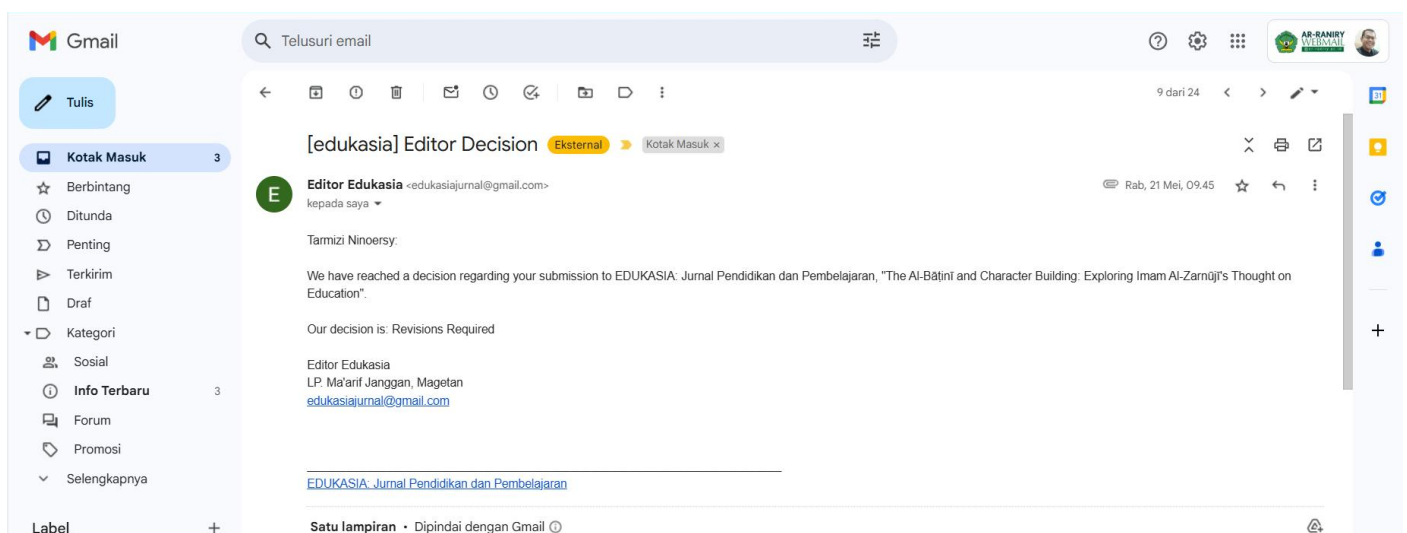 Gmail
Telusuri email
AR-RANIRY
WEBMAIL
Tulis
9 dari 24
31
Kotak Masuk 3
Berbintang
Ditunda
Penting
Terkirim
Draf
Kategori
Sosial
Info Terbaru 3
Forum
Promosi
Selengkapnya
Label
[edukasia] Editor Decision Eksternal Kotak Masuk ×
E
Editor Edukasia <edukasiajurnal@gmail.com> Rab, 21 Mei, 09.45
kepada saya
Tarmizi Ninoersy:
We have reached a decision regarding your submission to EDUKASIA: Jurnal Pendidikan dan Pembelajaran, "The Al-Bāṭinī and Character Building: Exploring Imam Al-Zarnūjī's Thought on
Education".
Our decision is: Revisions Required
Editor Edukasia
LP. Ma'arif Janggan, Magetan
edukasiajurnal@gmail.com
EDUKASIA: Jurnal Pendidikan dan Pembelajaran
Satu lampiran • Dipindai dengan Gmail